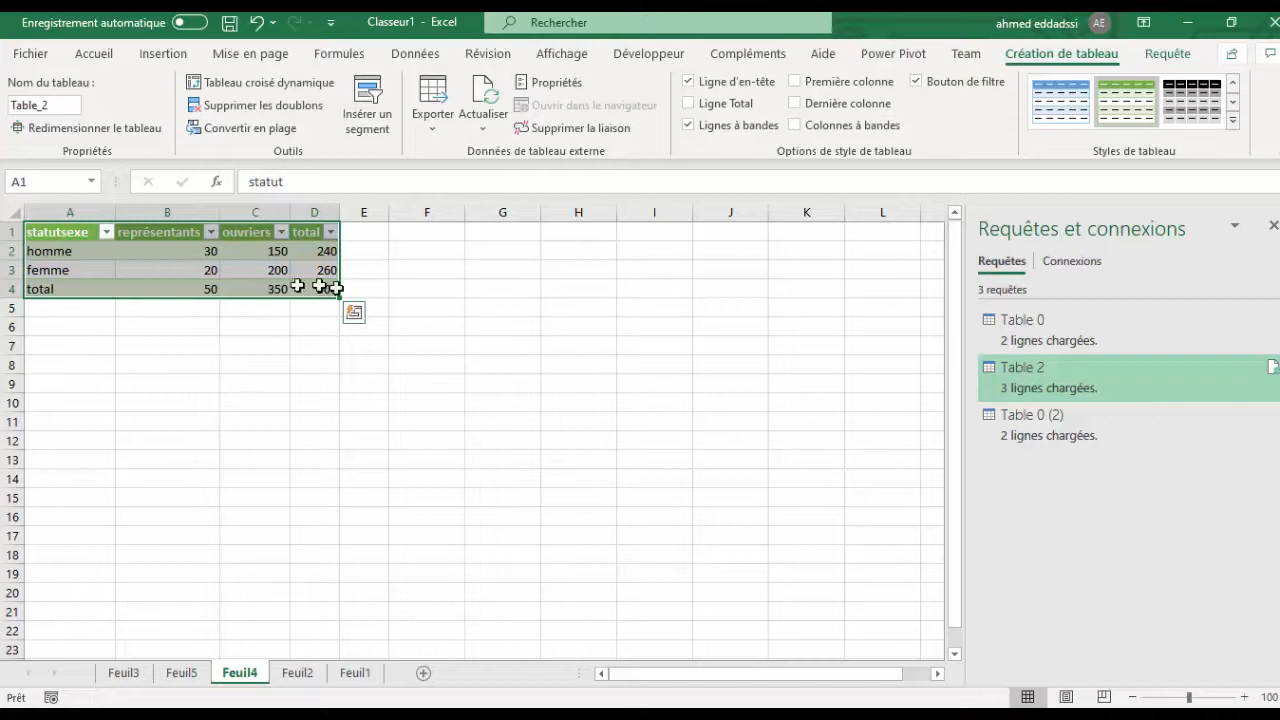 Enregistrement automatique Classeur1 - Excel Rechercher ahmed eddadssi AE
Fichier Accueil Insertion Mise en page Formules Données Révision Affichage Développeur Compléments Aide Power Pivot Team Création de tableau Requête
Nom du tableau : Tableau croisé dynamique Propriétés Ligne d'en-tête Première colonne Bouton de filtre
Table_2 Supprimer les doublons Ouvrir dans le navigateur Ligne Total Dernière colonne
Redimensionner le tableau Convertir en plage segment Supprimer la liaison Lignes à bandes Colonnes à bandes
Propriétés Outils Données de tableau externe Options de style de tableau Styles de tableau
A1 fx statut
A B C D E F G H I J K L
1 statutsexe représentants ouvriers total
2 homme 30 150 240
3 femme 20 200 260
4 total 50 350
5
6
7
8
9
10
11
12
13
14
15
16
17
18
19
20
21
22
23
Requêtes et connexions
Requêtes Connexions
3 requêtes
Table 0
2 lignes chargées.
Table 2
3 lignes chargées.
Table 0 (2)
2 lignes chargées.
Feuil3 Feuil5 Feuil4 Feuil2 Feuil1
Prêt 100